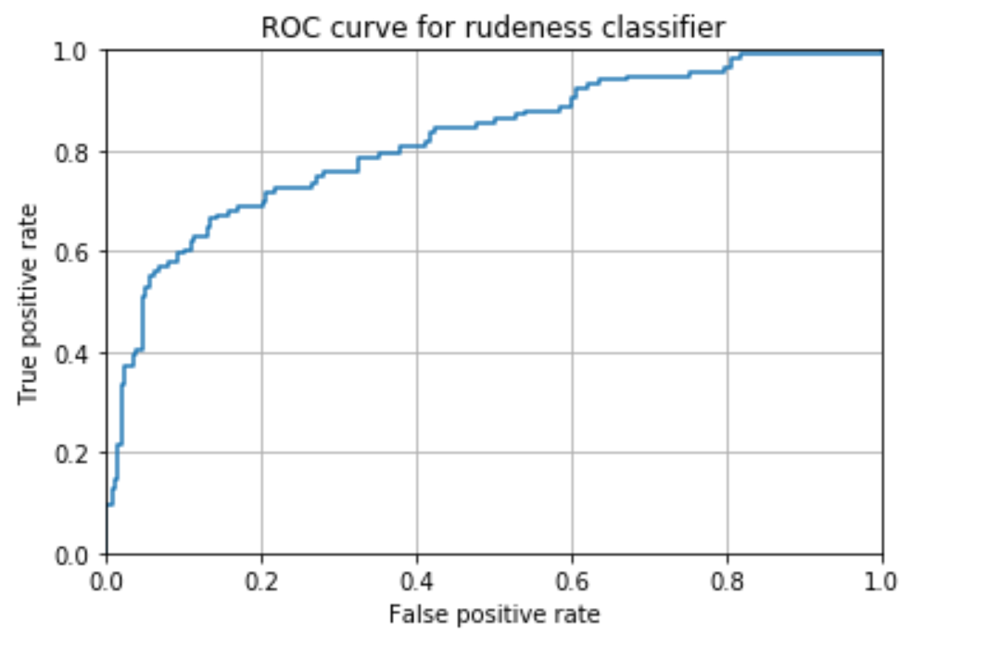 ROC curve for rudeness classifier
1.0
0.8
0.6
0.4
0.2
0.0
True positive rate
0.0 0.2 0.4 0.6 0.8 1.0
False positive rate